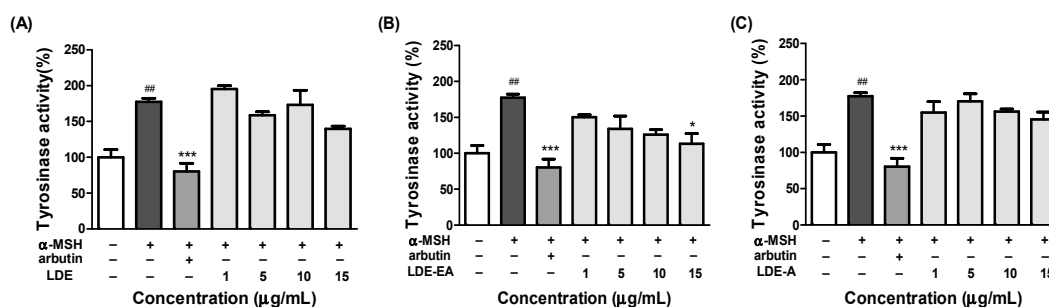 (A)
Tyrosinase activity(%)
250
200
150
100
50
0
##
***
α-MSH – + + + + + +
arbutin – – + – – – –
LDE – – – 1 5 10 15
Concentration (μg/mL)
(B)
Tyrosinase activity (%)
250
200
150
100
50
0
##
***
*
α-MSH – + + + + + +
arbutin – – + – – – –
LDE-EA – – – 1 5 10 15
Concentration (μg/mL)
(C)
Tyrosinase activity (%)
250
200
150
100
50
0
##
***
α-MSH – + + + + + +
arbutin – – + – – – –
LDE-A – – – 1 5 10 15
Concentration (μg/mL)